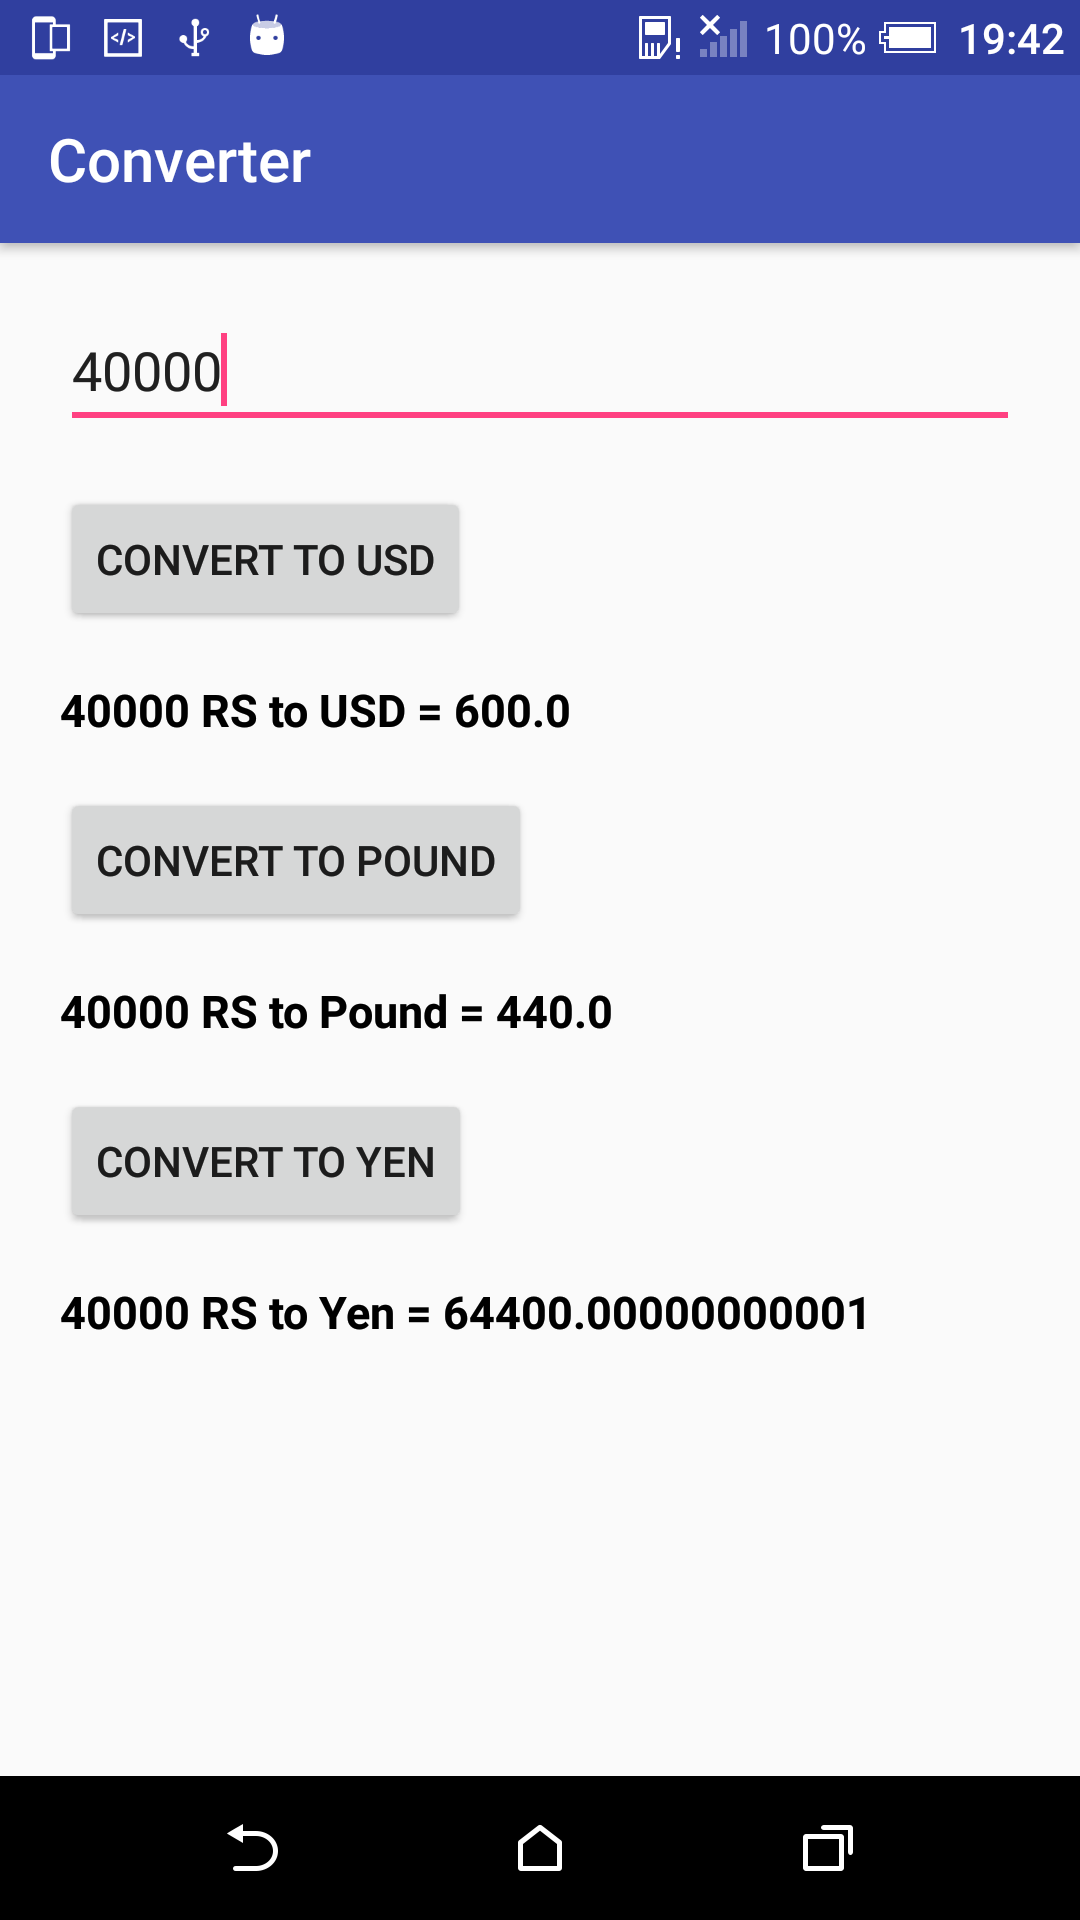 100% 19:42
Converter
40000
CONVERT TO USD
40000 RS to USD = 600.0
CONVERT TO POUND
40000 RS to Pound = 440.0
CONVERT TO YEN
40000 RS to Yen = 64400.00000000001